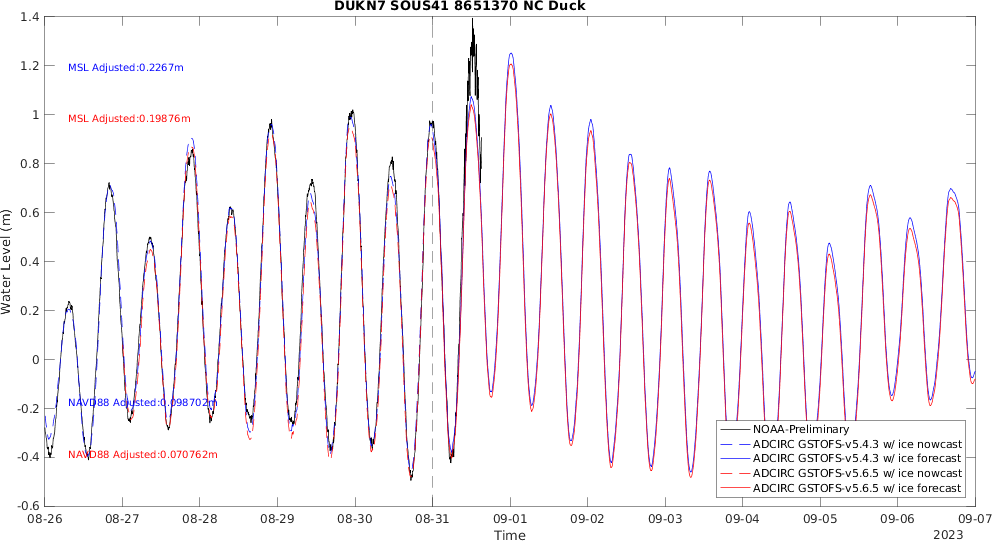 DUKN7 SOUS41 8651370 NC Duck
1.4
1.2
1
0.8
0.6
0.4
0.2
0
-0.2
-0.4
-0.6
Water Level (m)
MSL Adjusted:0.2267m
MSL Adjusted:0.19876m
NAVD88 Adjusted:0.098702m
NAVD88 Adjusted:0.070762m
NOAA-Preliminary
ADCIRC GSTOFS-v5.4.3 w/ ice nowcast
ADCIRC GSTOFS-v5.4.3 w/ ice forecast
ADCIRC GSTOFS-v5.6.5 w/ ice nowcast
ADCIRC GSTOFS-v5.6.5 w/ ice forecast
08-26 08-27 08-28 08-29 08-30 08-31 09-01 09-02 09-03 09-04 09-05 09-06 09-07
Time
2023